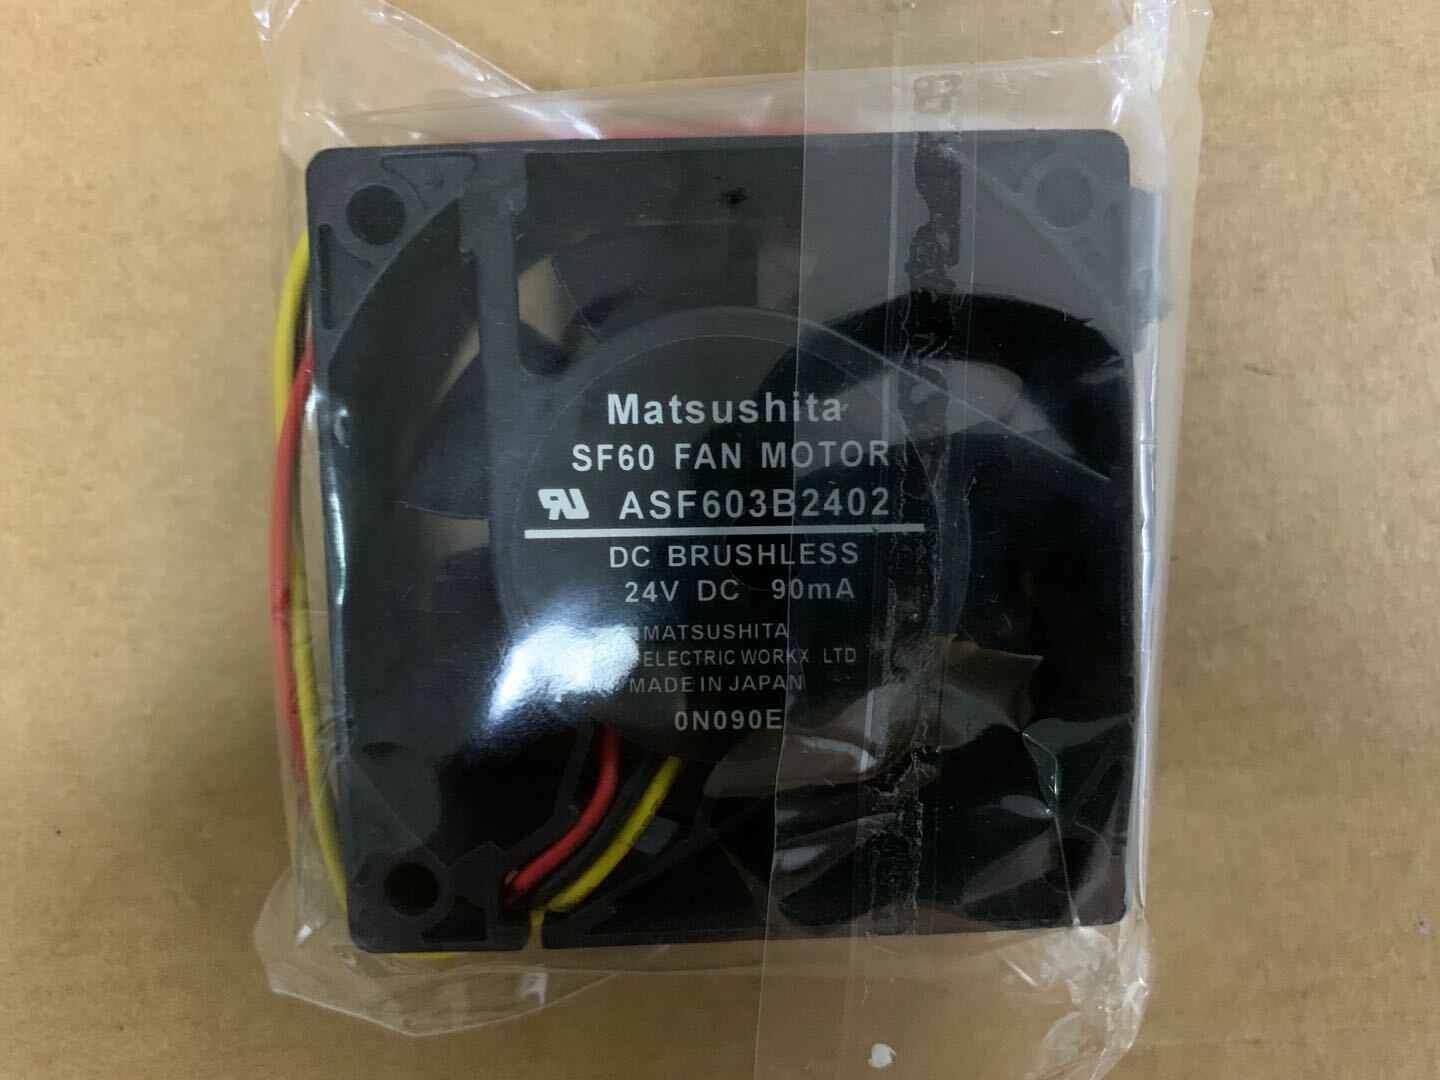 Matsushita
SF60 FAN MOTOR
ASF603B2402
DC BRUSHLESS
24V DC 90mA
MATSUSHITA
ELECTRIC WORKX LTD
MADE IN JAPAN
0N090E